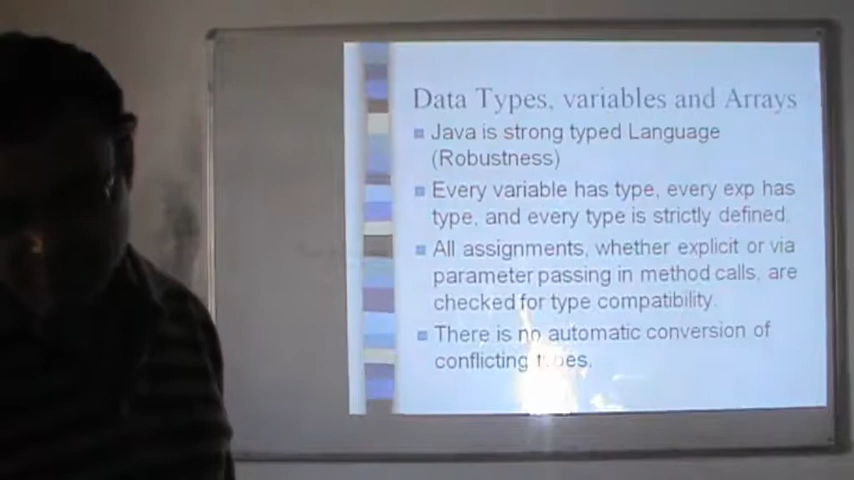 Data Types, variables and Arrays
Java is strong typed Language
(Robustness)
Every variable has type, every exp has
type, and every type is strictly defined.
All assignments, whether explicit or via
parameter passing in method calls, are
checked for type compatibility.
There is no automatic conversion of
conflicting types.